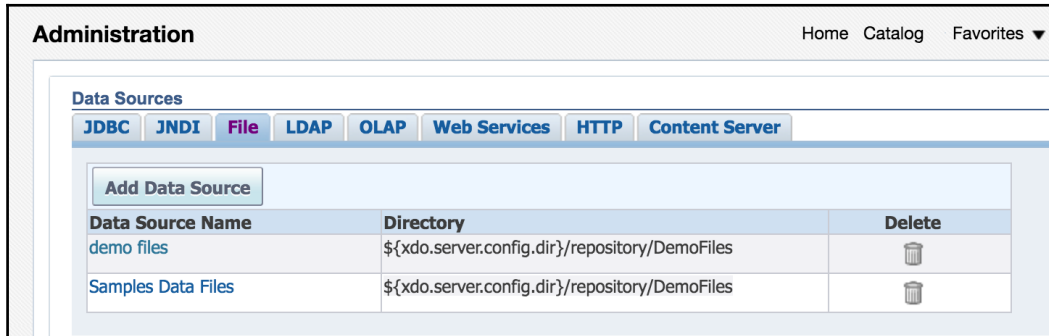 Administration Home Catalog Favorites ▼
Data Sources
JDBC JNDI File LDAP OLAP Web Services HTTP Content Server
Add Data Source
Data Source Name Directory Delete
demo files ${xdo.server.config.dir}/repository/DemoFiles
Samples Data Files ${xdo.server.config.dir}/repository/DemoFiles